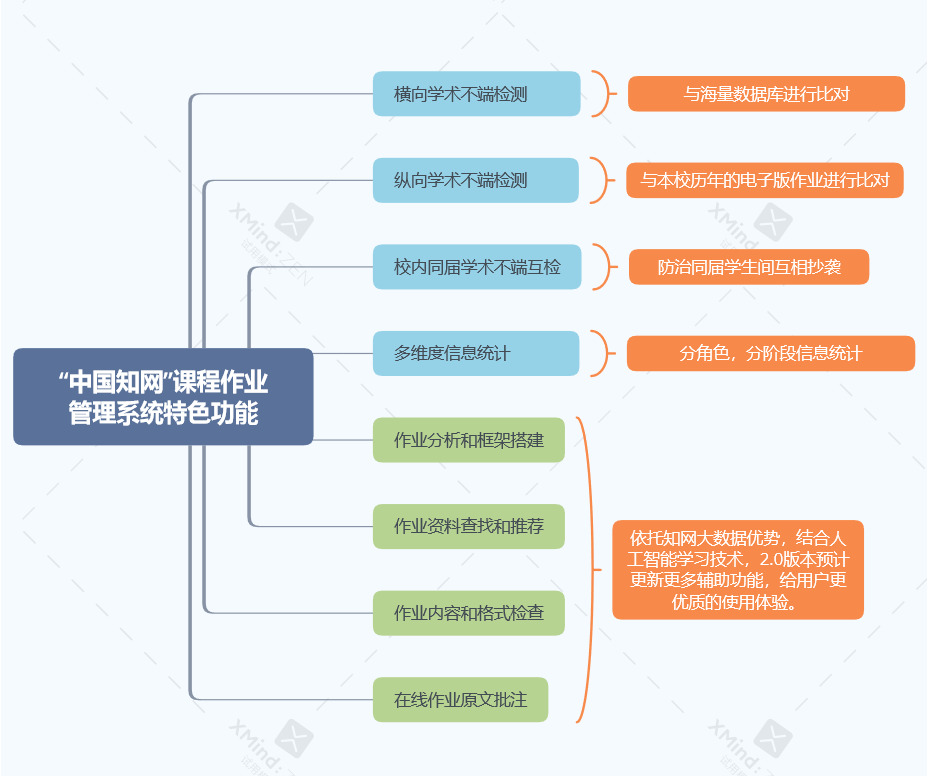 横向学术不端检测
与海量数据库进行比对
纵向学术不端检测
与本校历年的电子版作业进行比对
校内同届学术不端互检
防治同届学生间互相抄袭
多维度信息统计
分角色，分阶段信息统计
“中国知网”课程作业
管理系统特色功能
作业分析和框架搭建
作业资料查找和推荐
作业内容和格式检查
在线作业原文批注
依托知网大数据优势，结合人
工智能学习技术，2.0版本预计
更新更多辅助功能，给用户更
优质的使用体验。
XMind:ZEN
XMind:
XMind:ZEN
XMind: